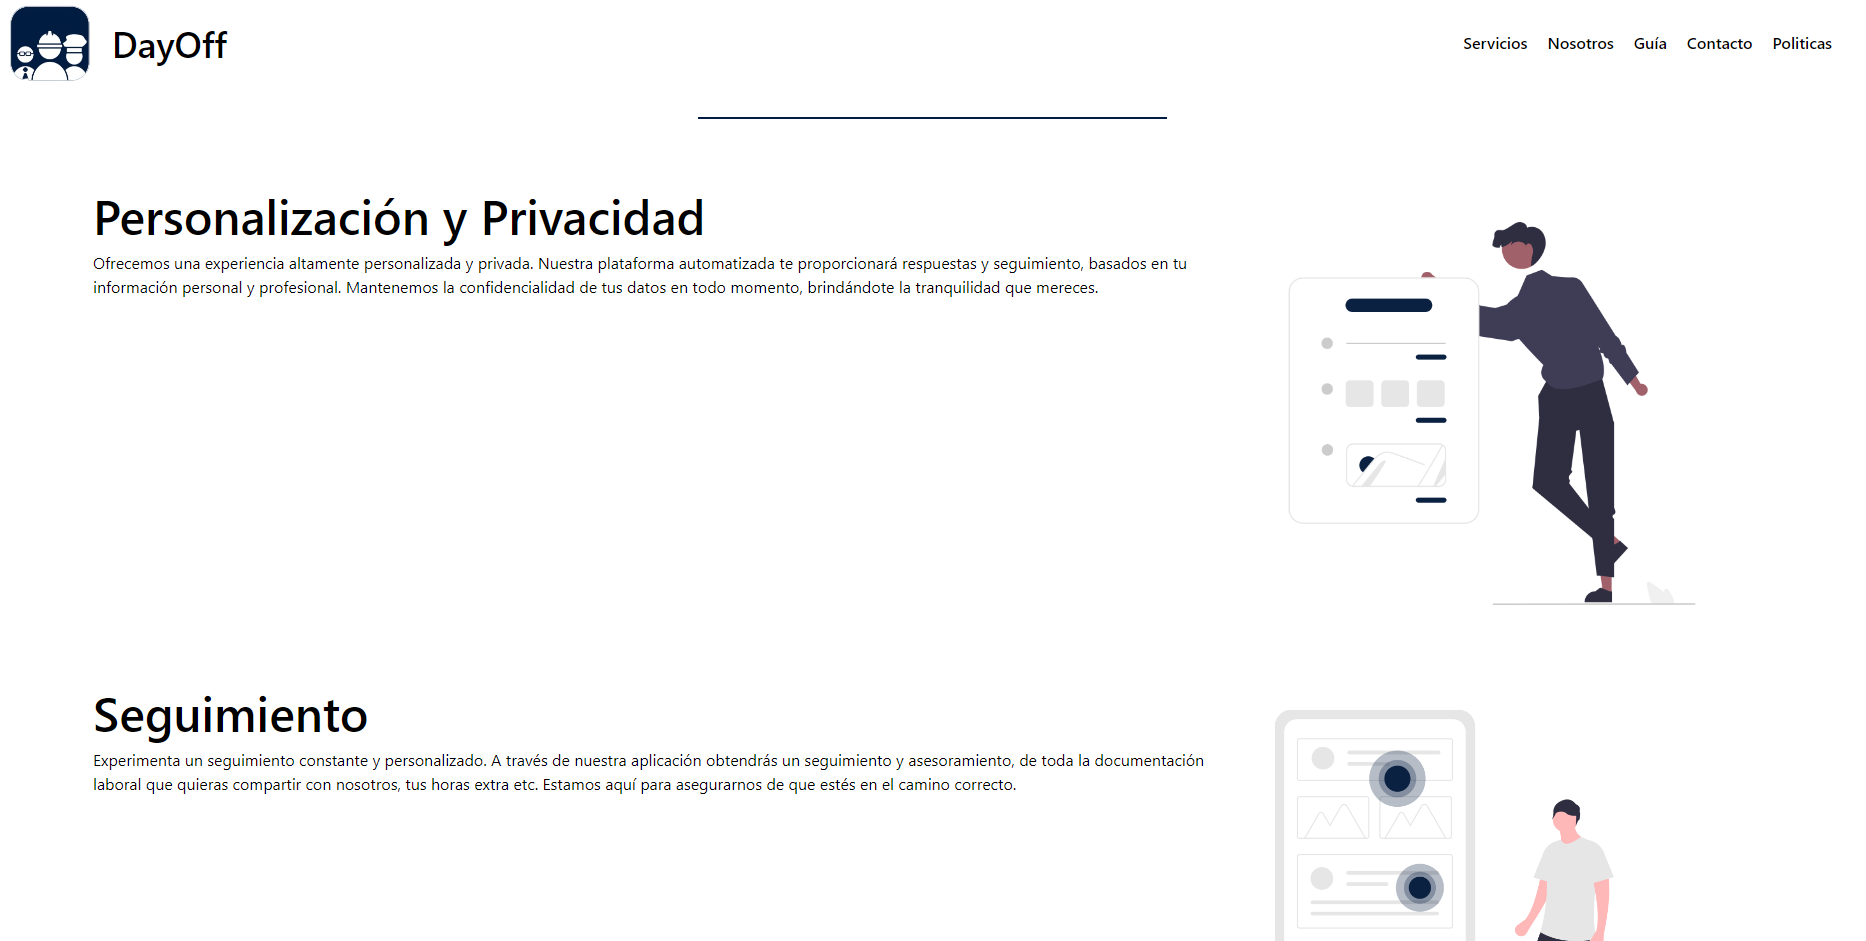 DayOff
Servicios Nosotros Guía Contacto Politicas
Personalización y Privacidad
Ofrecemos una experiencia altamente personalizada y privada. Nuestra plataforma automatizada te proporcionará respuestas y seguimiento, basados en tu
información personal y profesional. Mantenemos la confidencialidad de tus datos en todo momento, brindándote la tranquilidad que mereces.
Seguimiento
Experimenta un seguimiento constante y personalizado. A través de nuestra aplicación obtendrás un seguimiento y asesoramiento, de toda la documentación
laboral que quieras compartir con nosotros, tus horas extra etc. Estamos aquí para asegurarnos de que estés en el camino correcto.